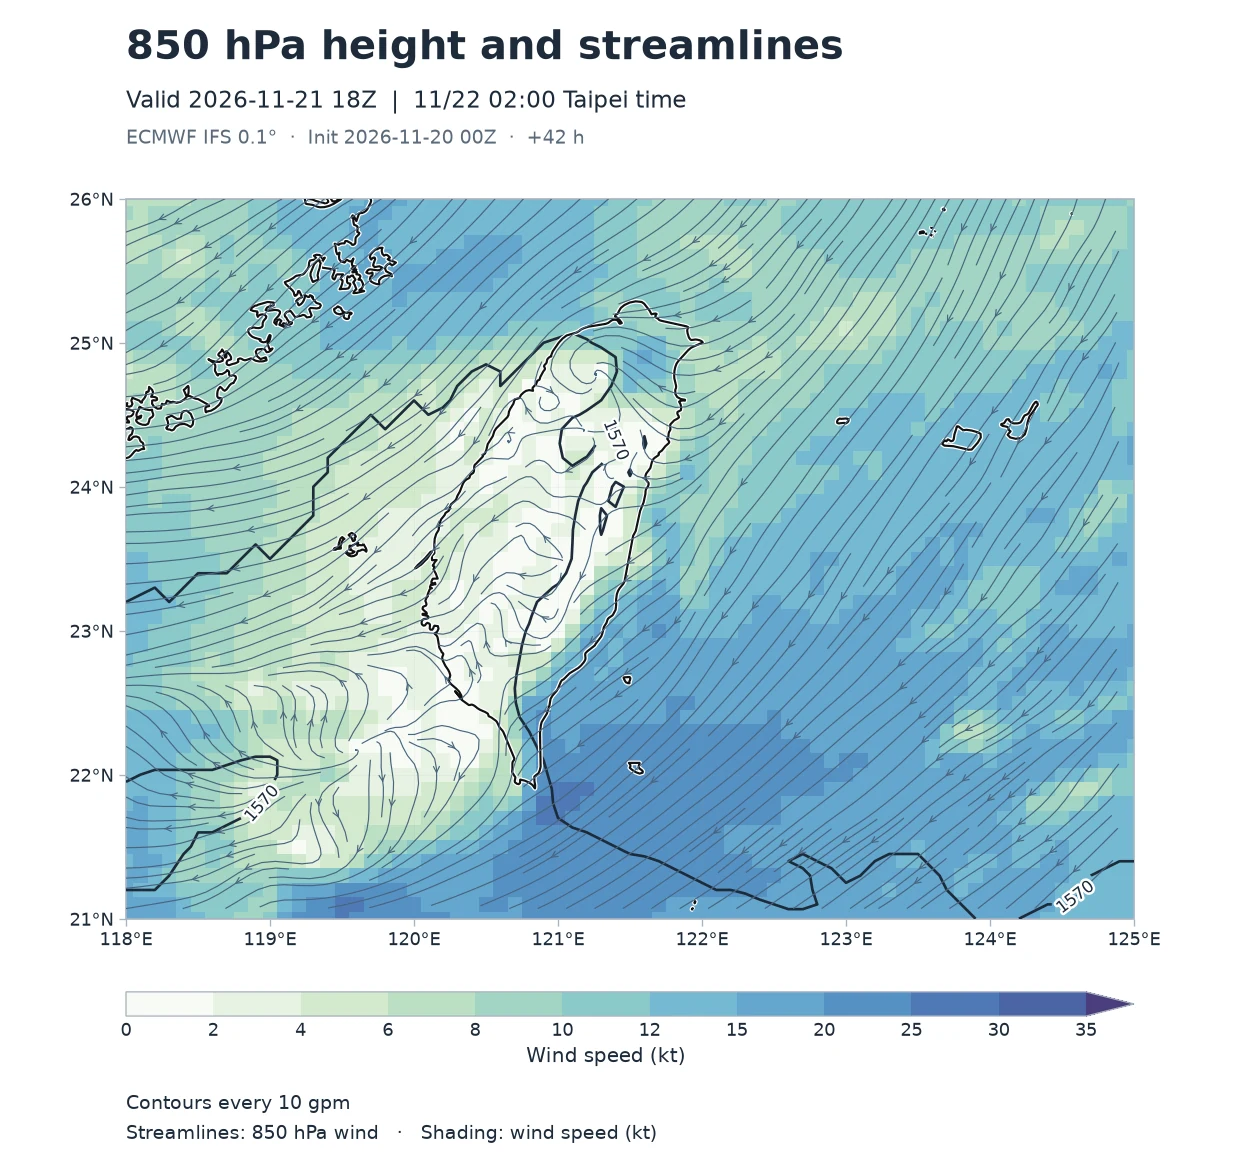 850 hPa height and streamlines
Valid 2026-11-21 18Z | 11/22 02:00 Taipei time
ECMWF IFS 0.1° · Init 2026-11-20 00Z · +42 h
26°N
25°N
24°N
23°N
22°N
21°N
1570
1570
1570
118°E 119°E 120°E 121°E 122°E 123°E 124°E 125°E
0 2 4 6 8 10 12 15 20 25 30 35
Wind speed (kt)
Contours every 10 gpm
Streamlines: 850 hPa wind · Shading: wind speed (kt)